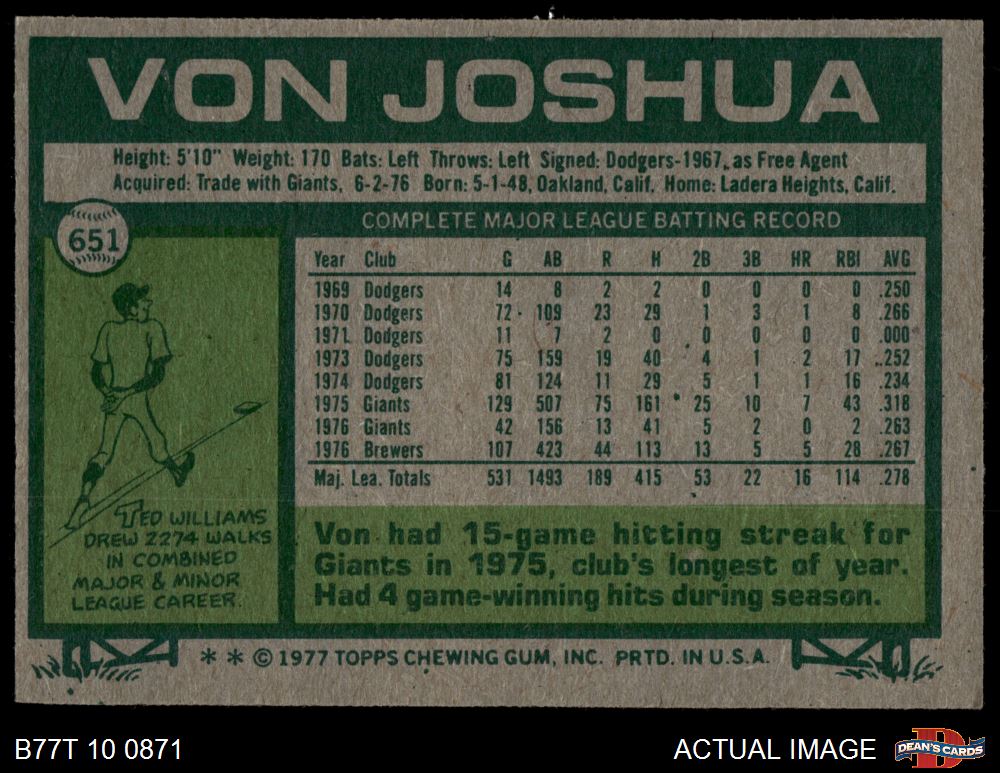 VON JOSHUA
Height: 5'10" Weight: 170 Bats: Left Throws: Left Signed: Dodgers-1967, as Free Agent
Acquired: Trade with Giants, 6-2-76 Born: 5-1-48, Oakland, Calif. Home: Ladera Heights, Calif.
651
COMPLETE MAJOR LEAGUE BATTING RECORD
Year Club G AB R H 2B 3B HR RBI AVG
1969 Dodgers 14 8 2 2 0 0 0 0 .250
1970 Dodgers 72 109 23 29 1 3 1 8 .266
1971 Dodgers 11 7 2 0 0 0 0 0 .000
1973 Dodgers 75 159 19 40 4 1 2 17 .252
1974 Dodgers 81 124 11 29 5 1 1 16 .234
1975 Giants 129 507 75 161 25 10 7 43 .318
1976 Giants 42 156 13 41 5 2 0 2 .263
1976 Brewers 107 423 44 113 13 5 5 28 .267
Maj. Lea. Totals 531 1493 189 415 53 22 16 114 .278
TED WILLIAMS
DREW 2274 WALKS
IN COMBINED
MAJOR & MINOR
LEAGUE CAREER.
Von had 15-game hitting streak for
Giants in 1975, club's longest of year.
Had 4 game-winning hits during season.
* * © 1977 TOPPS CHEWING GUM, INC. PRTD. IN U.S.A.
B77T 10 0871
ACTUAL IMAGE
D
DEAN'S CARDS